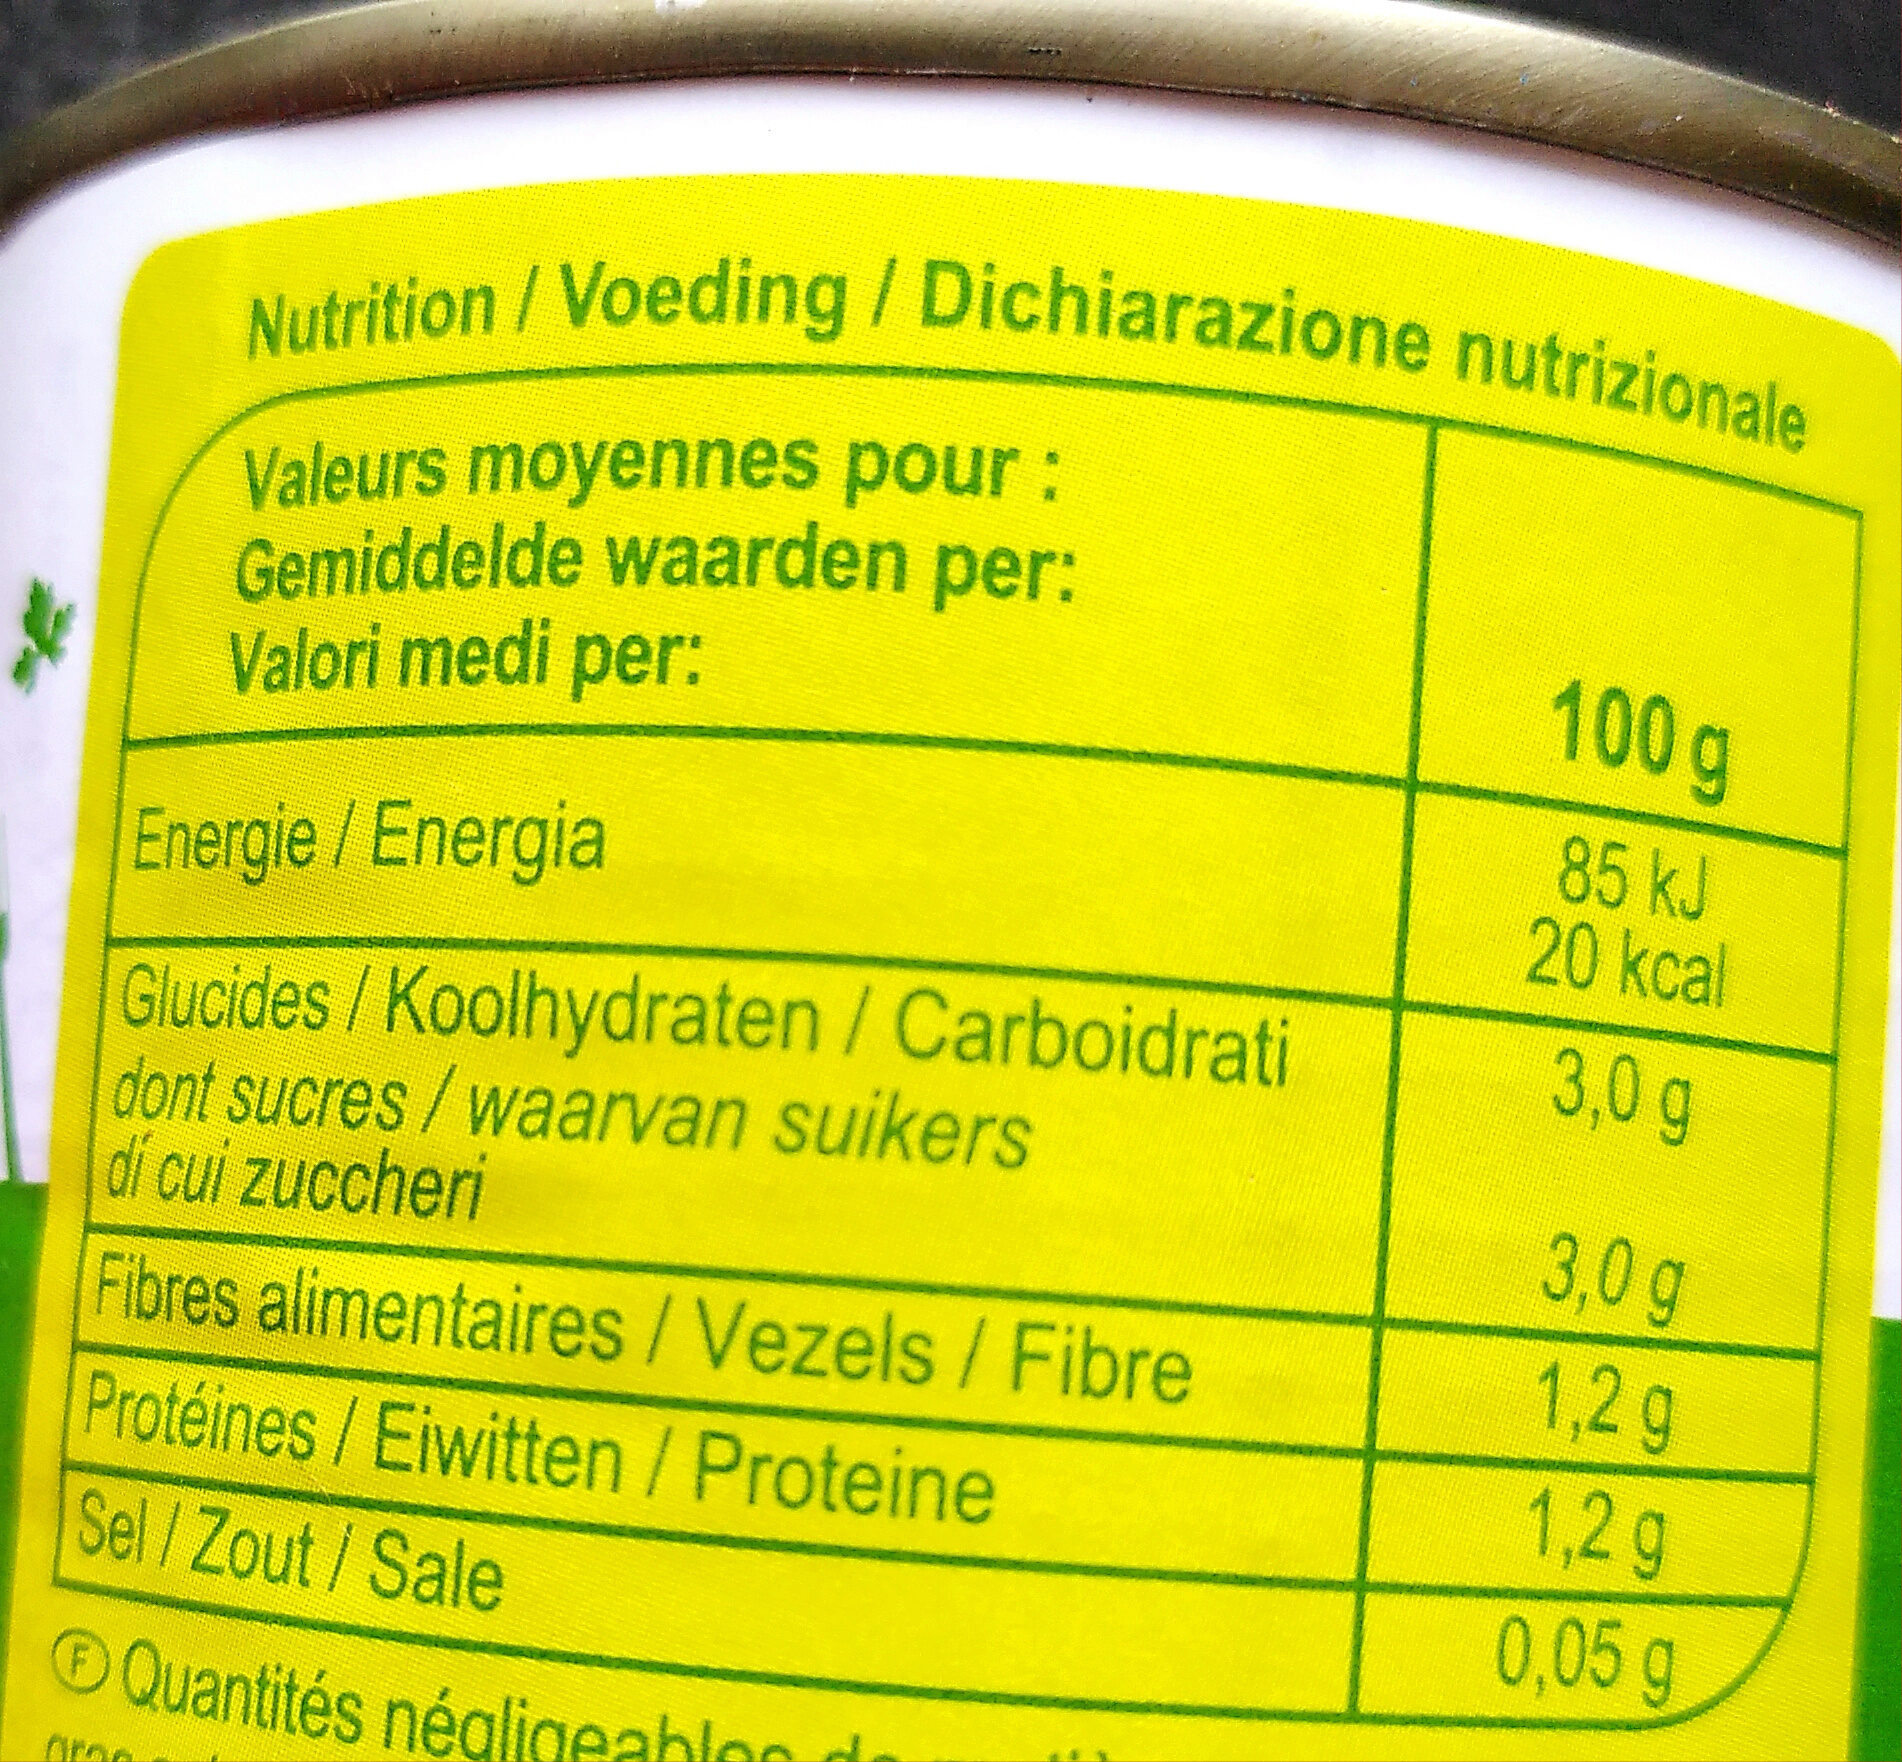 Nutrition / Voeding / Dichiarazione nutrizionale
Valeurs moyennes pour :
Gemiddelde waarden per:
Valori medi per:
100 g
Energie / Energia
85 kJ
20 kcal
Glucides / Koolhydraten / Carboidrati
3,0 g
dont sucres / waarvan suikers
di cui zuccheri
3,0 g
Fibres alimentaires / Vezels / Fibre
1,2 g
Protéines / Eiwitten / Proteine
1,2 g
Sel / Zout / Sale
0,05 g
Ⓕ Quantités négligeables de